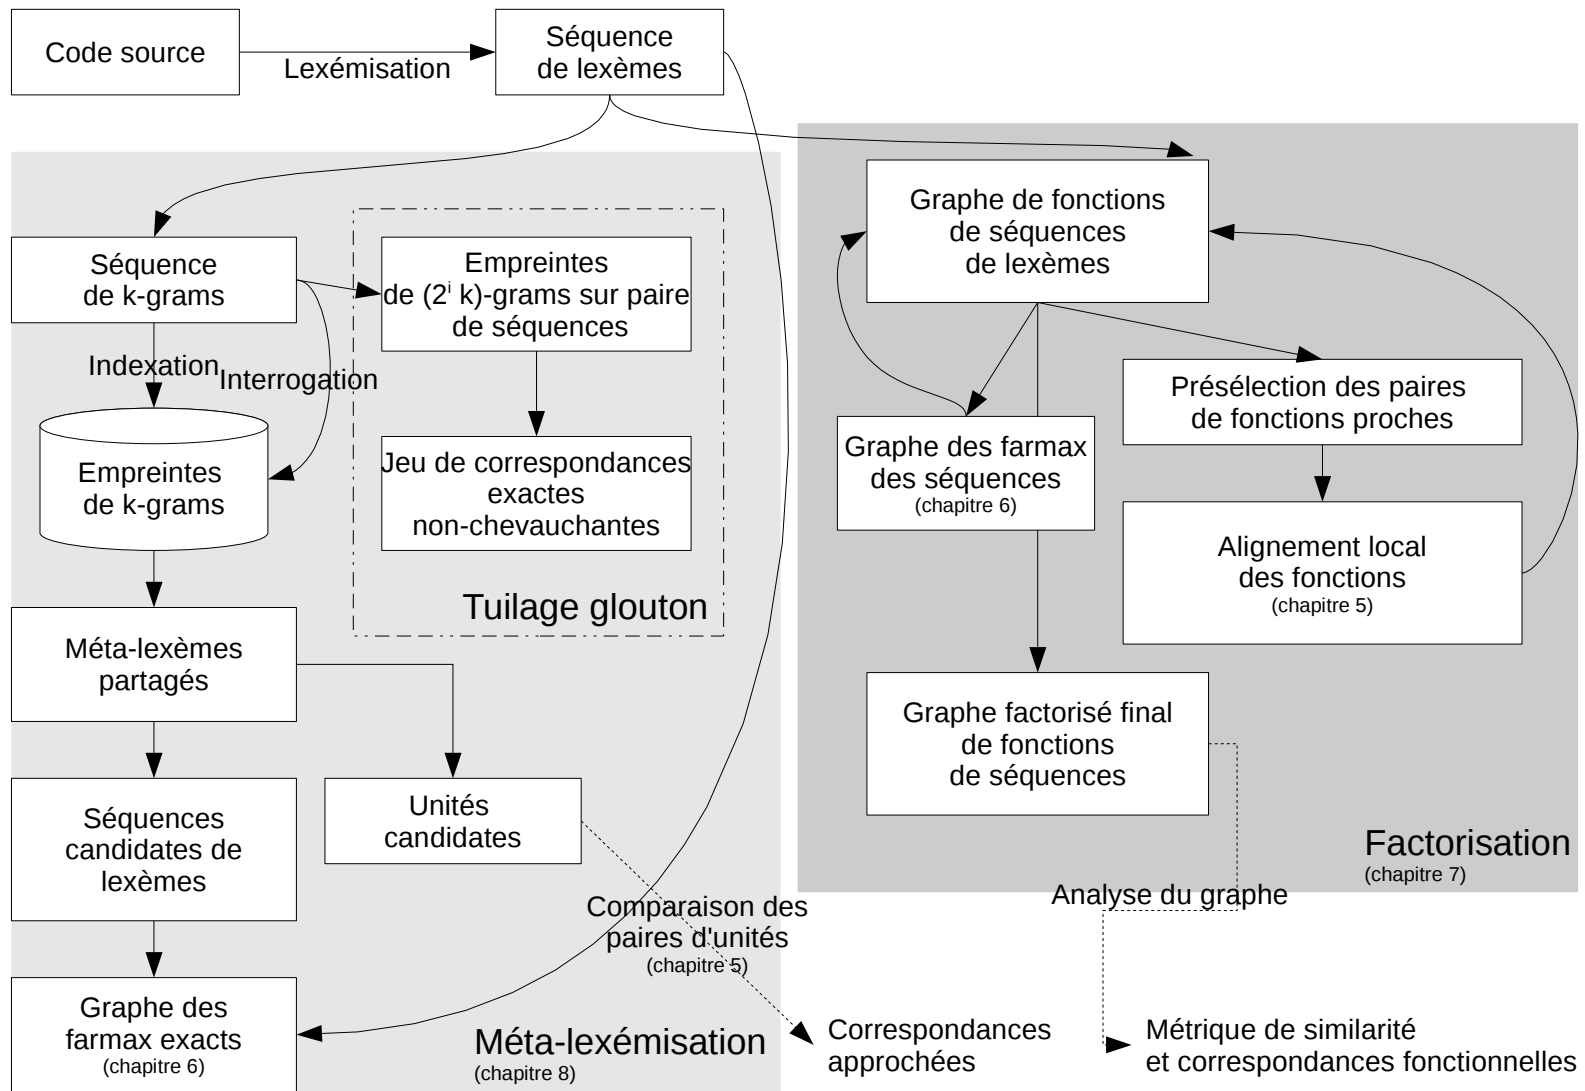 Code source
Lexémisation
Séquence
de lexèmes
Séquence
de k-grams
Indexation
Interrogation
Empreintes
de k-grams
Empreintes
de (2^i k)-grams sur paire
de séquences
Jeu de correspondances
exactes
non-chevauchantes
Tuilage glouton
Méta-lexèmes
partagés
Séquences
candidates de
lexèmes
Unités
candidates
Graphe des
farmax exacts
(chapitre 6)
Comparaison des
paires d'unités
(chapitre 5)
Méta-lexémisation
(chapitre 8)
Correspondances
approchées
Graphe de fonctions
de séquences
de lexèmes
Présélection des paires
de fonctions proches
Graphe des farmax
des séquences
(chapitre 6)
Alignement local
des fonctions
(chapitre 5)
Graphe factorisé final
de fonctions
de séquences
Factorisation
(chapitre 7)
Analyse du graphe
Métrique de similarité
et correspondances fonctionnelles